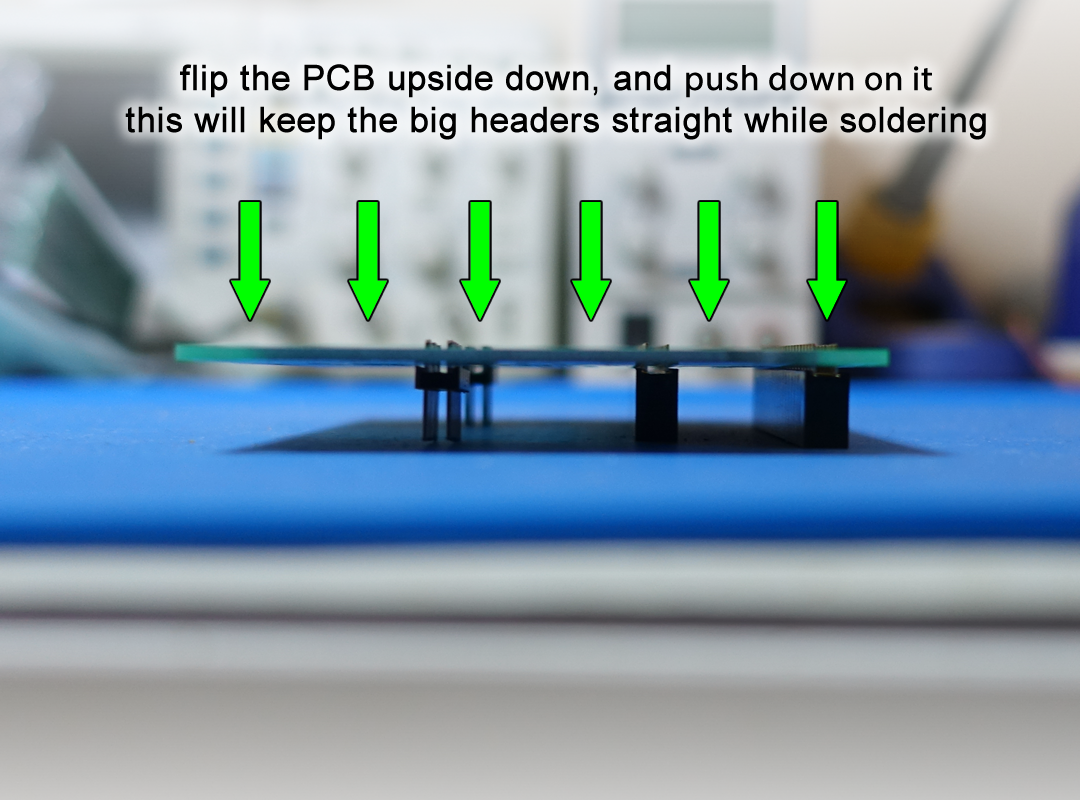 flip the PCB upside down, and push down on it
this will keep the big headers straight while soldering